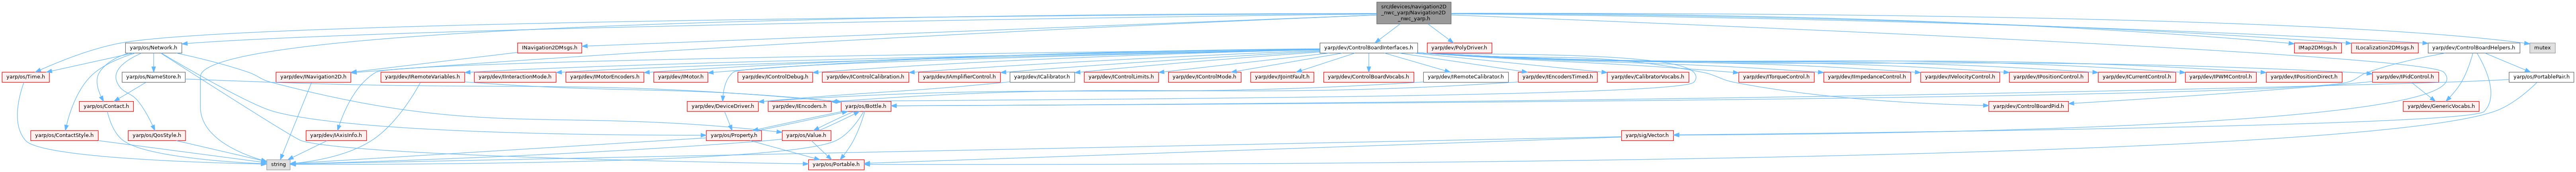 src/devices/navigation2D
_nwc_yarp/Navigation2D
_nwc_yarp.h
yarp/os/Network.h
INavigation2DMsgs.h
yarp/dev/ControlBoardInterfaces.h
yarp/dev/PolyDriver.h
IMap2DMsgs.h
ILocalization2DMsgs.h
yarp/dev/ControlBoardHelpers.h
mutex
yarp/os/Time.h
yarp/os/NameStore.h
yarp/dev/INavigation2D.h
yarp/dev/IRemoteVariables.h
yarp/dev/IInteractionMode.h
yarp/dev/IMotorEncoders.h
yarp/dev/IMotor.h
yarp/dev/IControlDebug.h
yarp/dev/IControlCalibration.h
yarp/dev/IAmplifierControl.h
yarp/dev/ICalibrator.h
yarp/dev/IControlLimits.h
yarp/dev/IControlMode.h
yarp/dev/IJointFault.h
yarp/dev/ControlBoardVocabs.h
yarp/dev/IRemoteCalibrator.h
yarp/dev/IEncodersTimed.h
yarp/dev/CalibratorVocabs.h
yarp/dev/ITorqueControl.h
yarp/dev/IImpedanceControl.h
yarp/dev/IVelocityControl.h
yarp/dev/IPositionControl.h
yarp/dev/ICurrentControl.h
yarp/dev/IPWMControl.h
yarp/dev/IPositionDirect.h
yarp/dev/IPidControl.h
yarp/os/PortablePair.h
yarp/os/Contact.h
yarp/dev/DeviceDriver.h
yarp/dev/IEncoders.h
yarp/os/Bottle.h
yarp/dev/ControlBoardPid.h
yarp/dev/GenericVocabs.h
yarp/os/ContactStyle.h
yarp/os/QosStyle.h
yarp/dev/IAxisInfo.h
yarp/os/Property.h
yarp/os/Value.h
yarp/sig/Vector.h
string
yarp/os/Portable.h